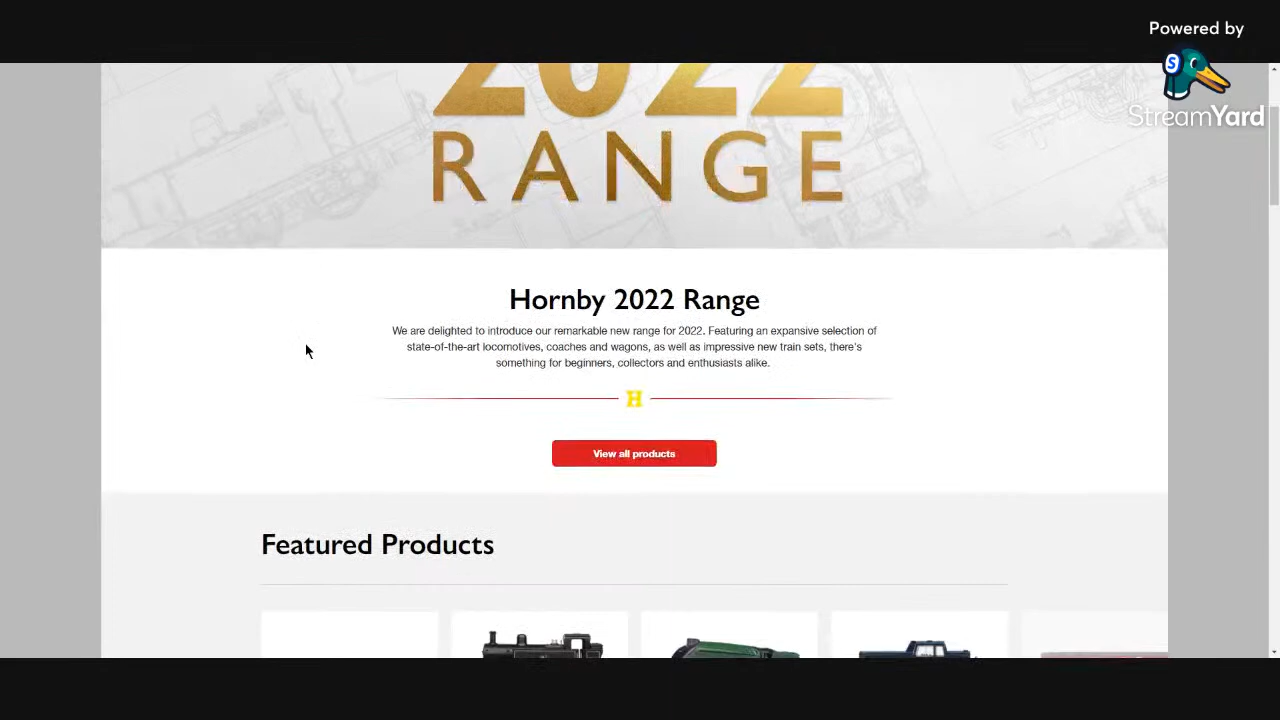 Powered by
StreamYard
2022
RANGE
Hornby 2022 Range
We are delighted to introduce our remarkable new range for 2022. Featuring an expansive selection of
state-of-the-art locomotives, coaches and wagons, as well as impressive new train sets, there's
something for beginners, collectors and enthusiasts alike.
H
View all products
Featured Products